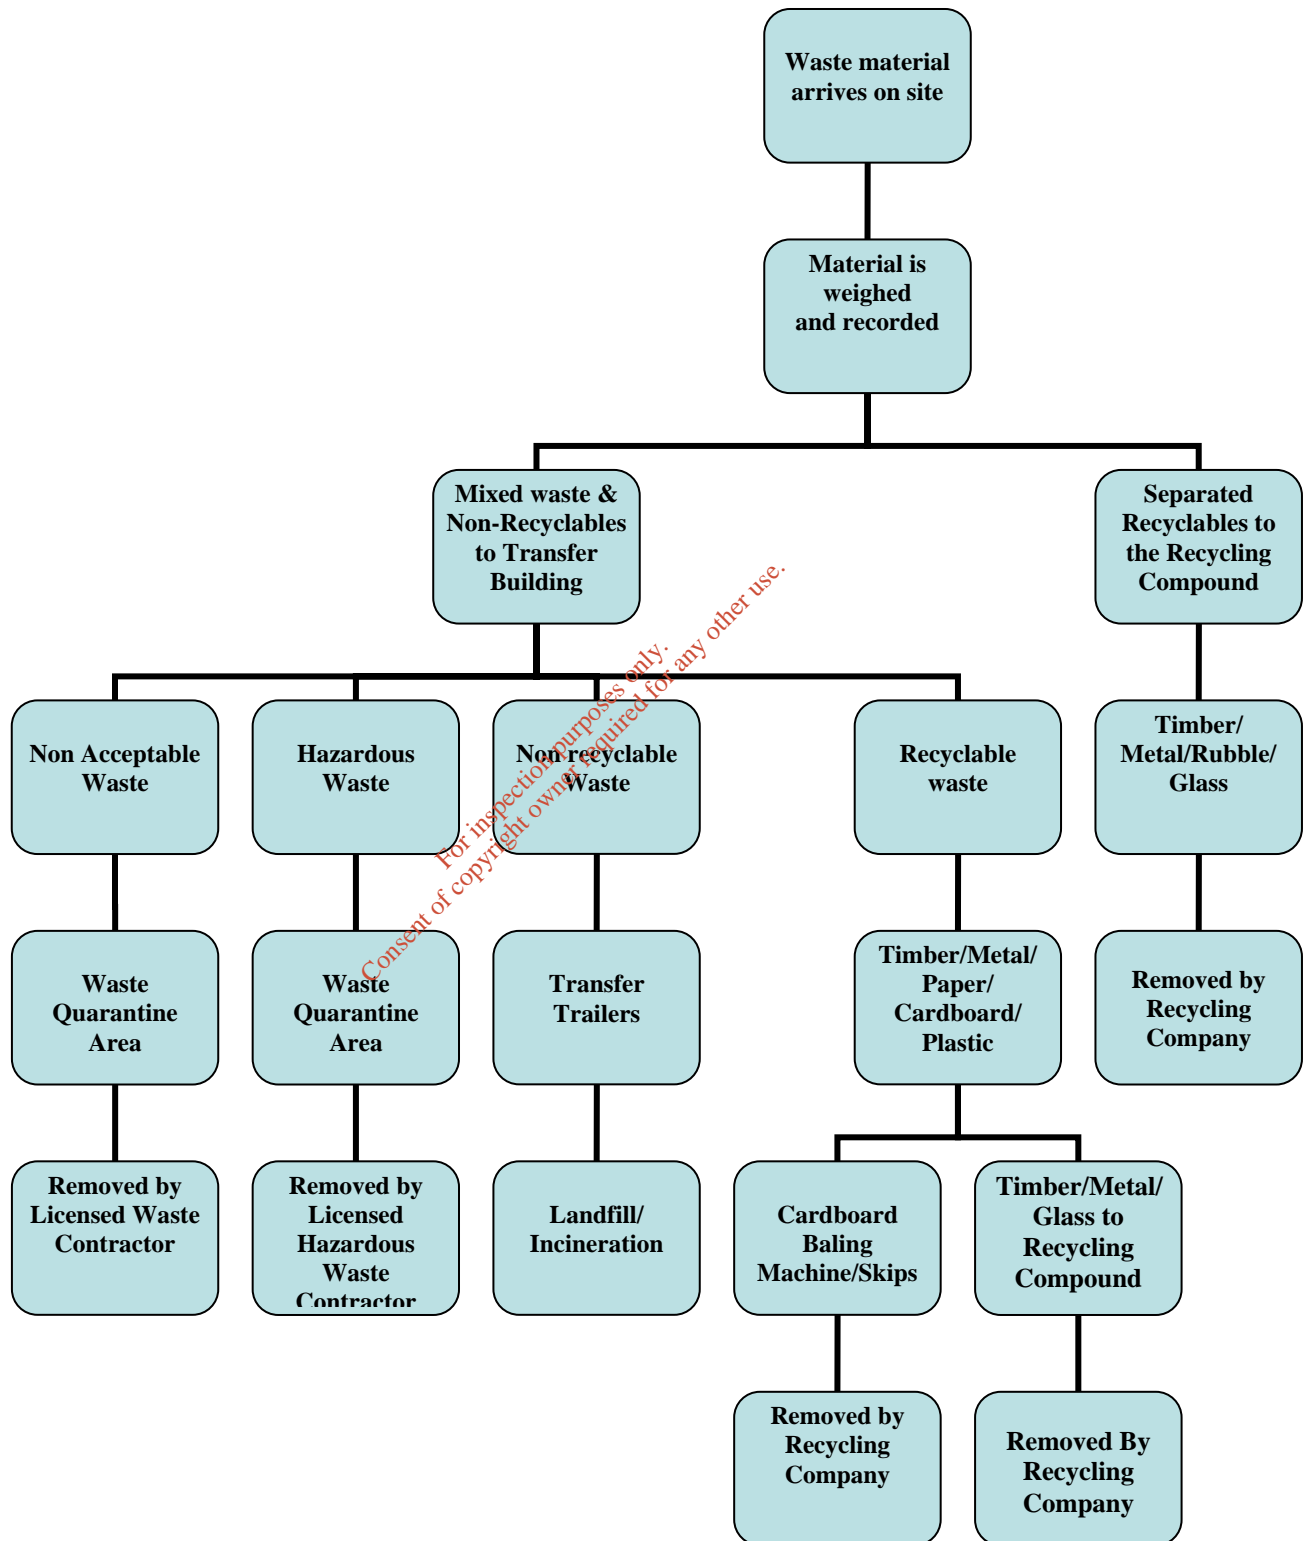 Waste material
arrives on site
Material is
weighed
and recorded
Mixed waste &
Non-Recyclables
to Transfer
Building
Separated
Recyclables to
the Recycling
Compound
Non Acceptable
Waste
Hazardous
Waste
Non recyclable
Waste
Recyclable
waste
Timber/
Metal/Rubble/
Glass
Waste
Quarantine
Area
Waste
Quarantine
Area
Transfer
Trailers
Timber/Metal/
Paper/
Cardboard/
Plastic
Removed by
Recycling
Company
Removed by
Licensed Waste
Contractor
Removed by
Licensed
Hazardous
Waste
Contractor
Landfill/
Incineration
Cardboard
Baling
Machine/Skips
Timber/Metal/
Glass to
Recycling
Compound
Removed by
Recycling
Company
Removed By
Recycling
Company
For inspection purposes only.
Consent of copyright owner required for any other use.